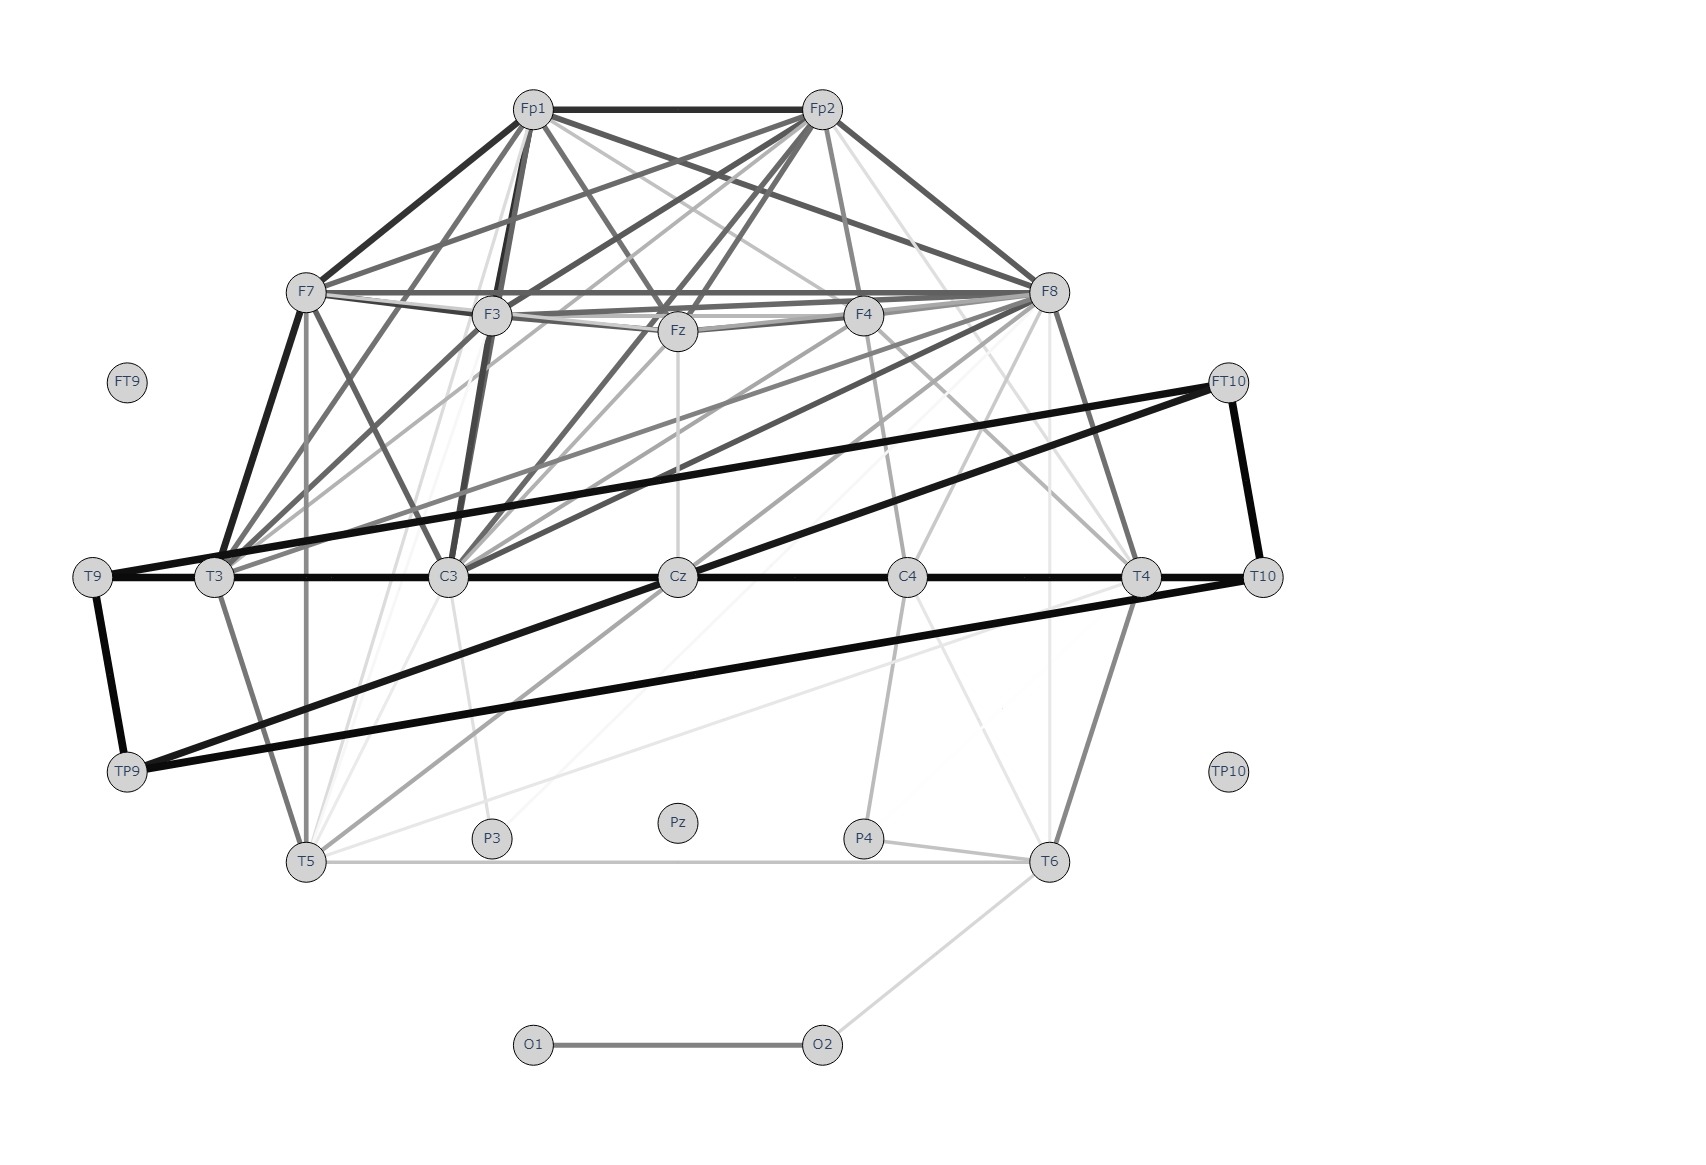 Fp1 Fp2
F7 F3 Fz F4 F8
FT9 FT10
T9 T3 C3 Cz C4 T4 T10
TP9 TP10
T5 P3 Pz P4 T6
O1 O2